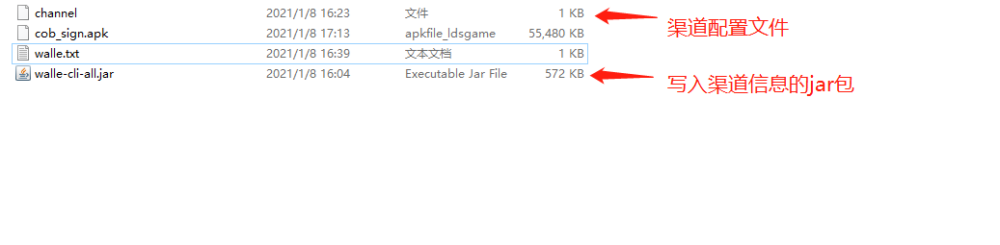 channel 2021/1/8 16:23 文件 1 KB
渠道配置文件
cob_sign.apk 2021/1/8 17:13 apkfile_ldsgame 55,480 KB
walle.txt 2021/1/8 16:39 文本文档 1 KB
walle-cli-all.jar 2021/1/8 16:04 Executable Jar File 572 KB
写入渠道信息的jar包